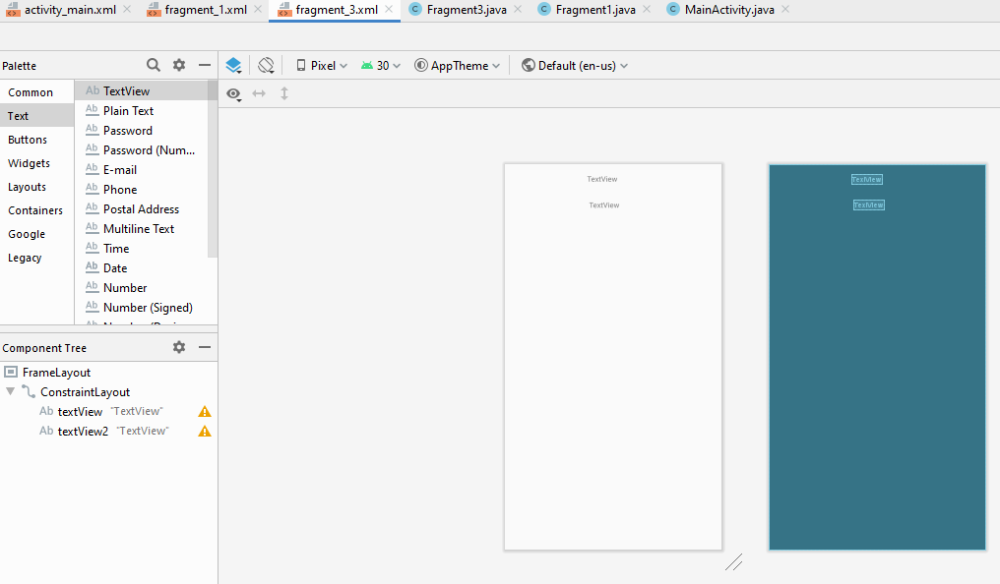 activity_main.xml fragment_1.xml fragment_3.xml Fragment3.java Fragment1.java MainActivity.java
Palette
Pixel 30 AppTheme Default (en-us)
Common
Text
Buttons
Widgets
Layouts
Containers
Google
Legacy
Ab TextView
Ab Plain Text
Ab Password
Ab Password (Num...
Ab E-mail
Ab Phone
Ab Postal Address
Ab Multiline Text
Ab Time
Ab Date
Ab Number
Ab Number (Signed)
Component Tree
FrameLayout
ConstraintLayout
Ab textView "TextView"
Ab textView2 "TextView"
TextView
TextView
TextView
TextView